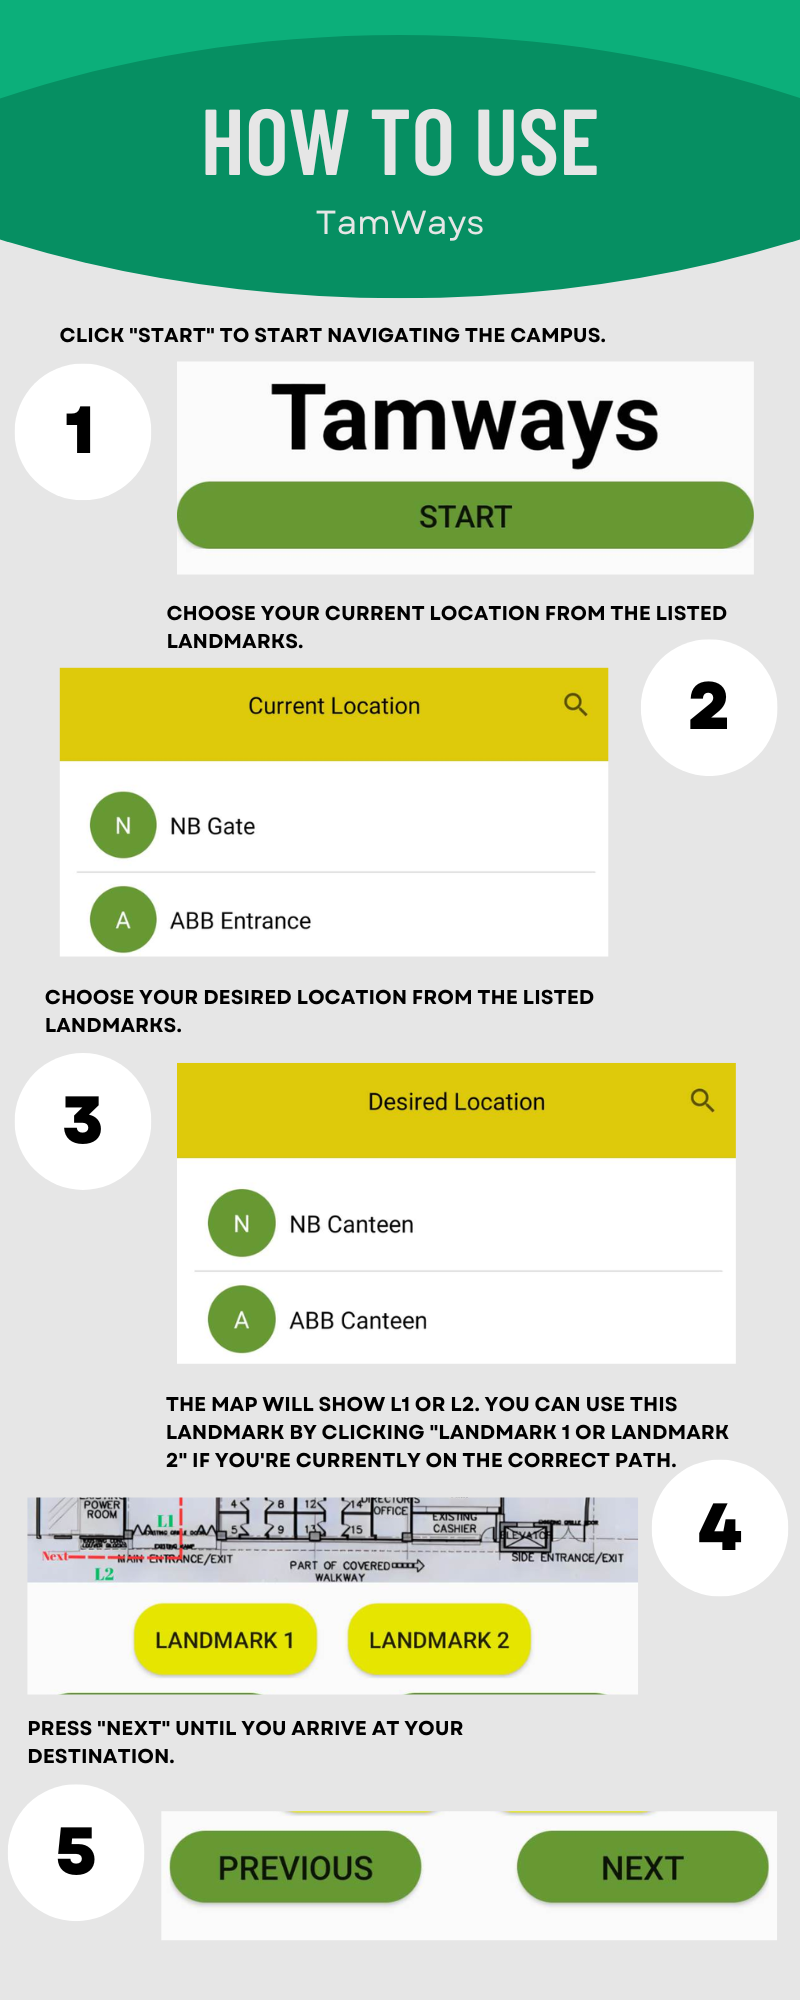 HOW TO USE
TamWays
CLICK "START" TO START NAVIGATING THE CAMPUS.
1
Tamways
START
CHOOSE YOUR CURRENT LOCATION FROM THE LISTED
LANDMARKS.
2
Current Location
N NB Gate
A ABB Entrance
CHOOSE YOUR DESIRED LOCATION FROM THE LISTED
LANDMARKS.
3
Desired Location
N NB Canteen
A ABB Canteen
THE MAP WILL SHOW L1 OR L2. YOU CAN USE THIS
LANDMARK BY CLICKING "LANDMARK 1 OR LANDMARK
2" IF YOU'RE CURRENTLY ON THE CORRECT PATH.
4
POWER
ROOM
L1
4 8 12 14
5 9 13 15
DIRECTOR'S
OFFICE
EXISTING
CASHIER
ELEVATOR
Next
L2
MAIN ENTRANCE/EXIT
PART OF COVERED
WALKWAY
SIDE ENTRANCE/EXIT
LANDMARK 1
LANDMARK 2
PRESS "NEXT" UNTIL YOU ARRIVE AT YOUR
DESTINATION.
5
PREVIOUS
NEXT